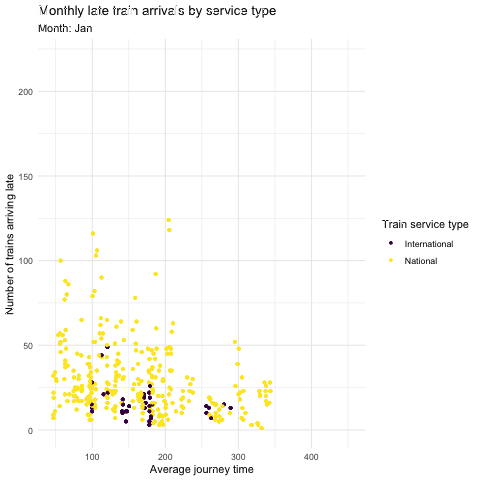 Monthly late train arrivals by service type
Month: Jan
Number of trains arriving late
200
150
100
50
0
100
200
300
400
Average journey time
Train service type
International
National